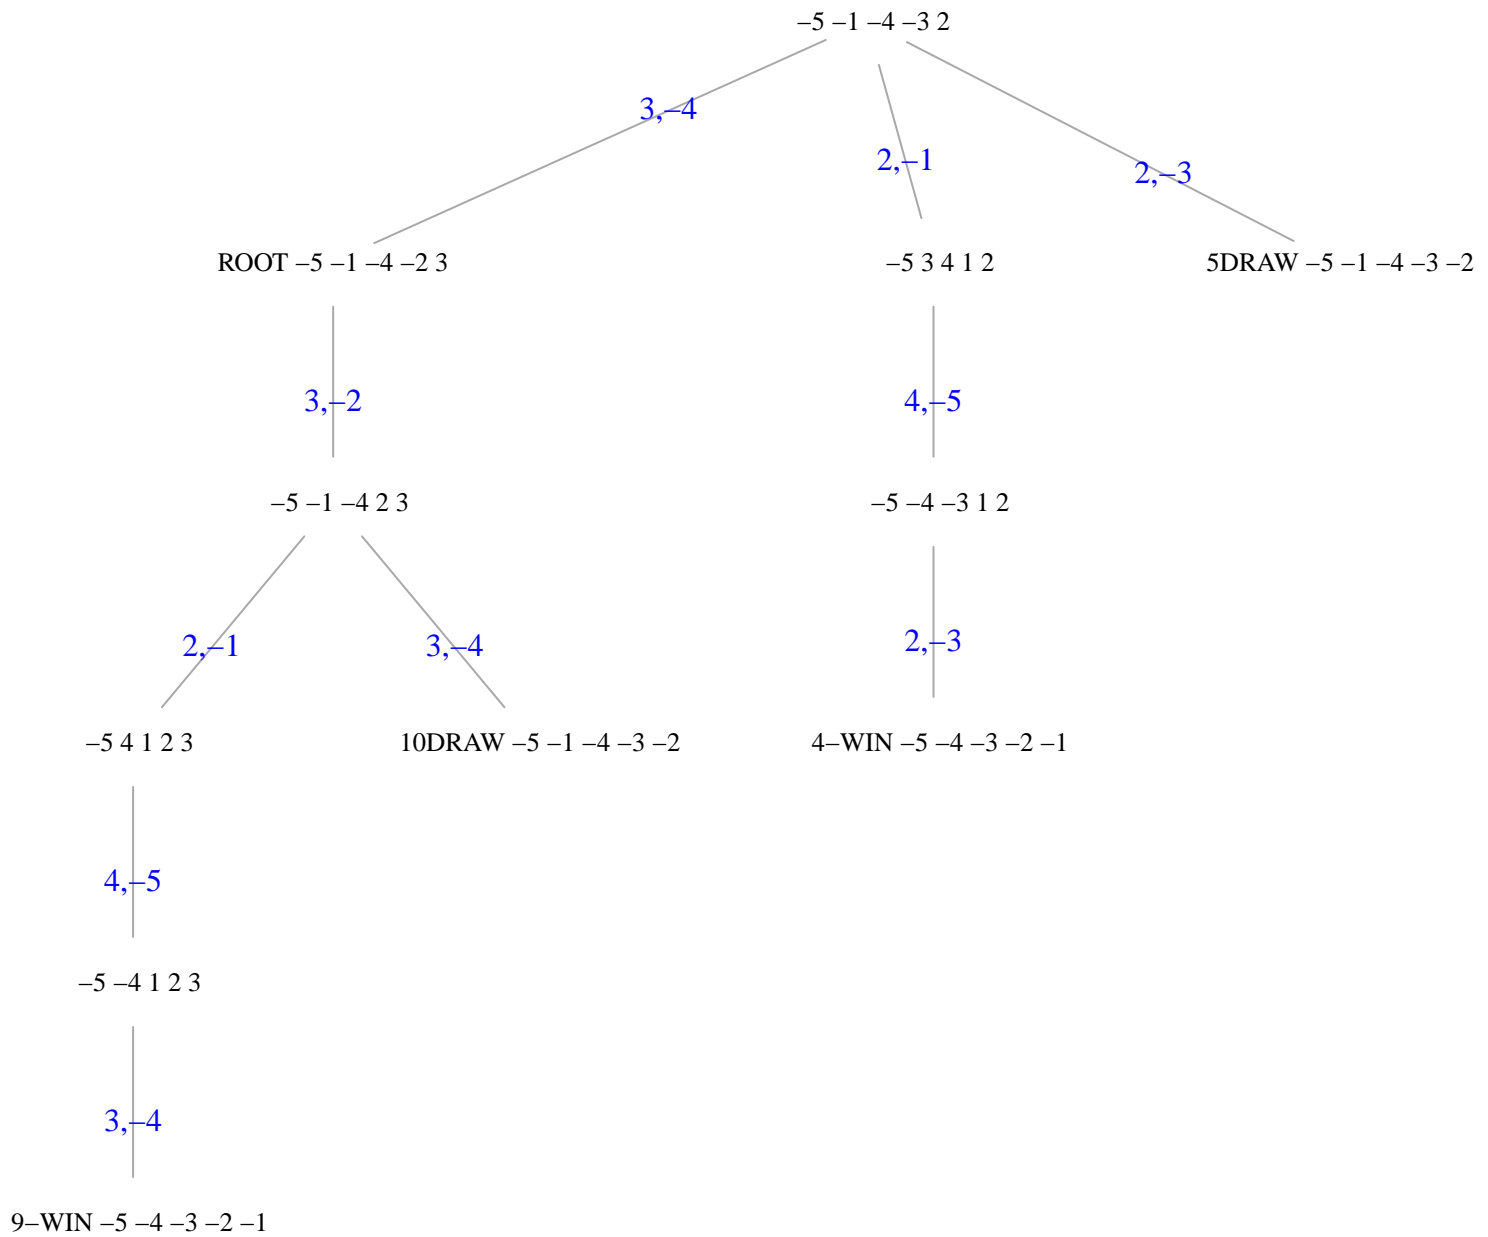 –5 –1 –4 –3 2
3,–4
2,–1
2,–3
ROOT –5 –1 –4 –2 3
–5 3 4 1 2
5DRAW –5 –1 –4 –3 –2
3,–2
4,–5
–5 –1 –4 2 3
–5 –4 –3 1 2
2,–1
3,–4
2,–3
–5 4 1 2 3
10DRAW –5 –1 –4 –3 –2
4–WIN –5 –4 –3 –2 –1
4,–5
–5 –4 1 2 3
3,–4
9–WIN –5 –4 –3 –2 –1